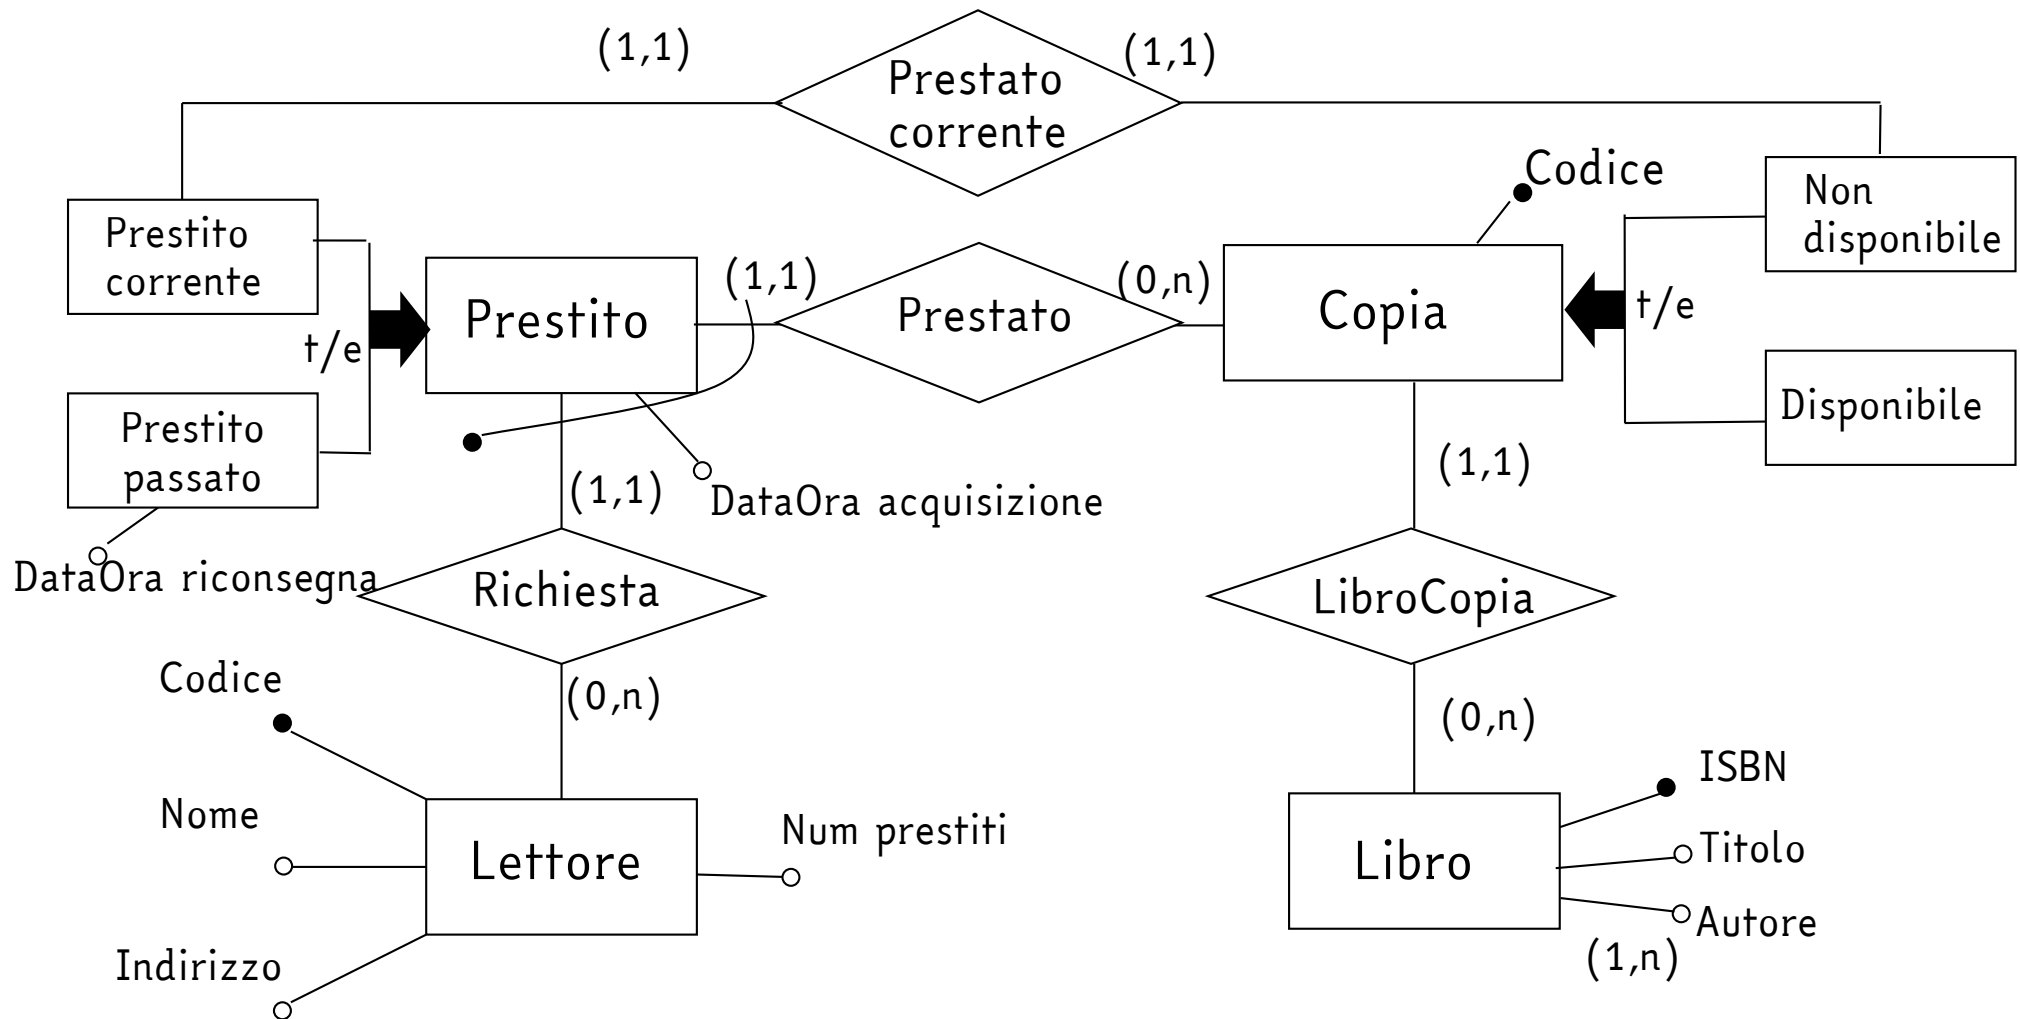 (1,1)
(1,1)
Prestato
corrente
Codice
Non
disponibile
Prestito
corrente
(1,1)
(0,n)
Prestito
Prestato
Copia
t/e
t/e
Prestito
passato
Disponibile
(1,1)
(1,1)
DataOra acquisizione
DataOra riconsegna
Richiesta
LibroCopia
Codice
(0,n)
(0,n)
ISBN
Nome
Num prestiti
Titolo
Lettore
Libro
Autore
(1,n)
Indirizzo